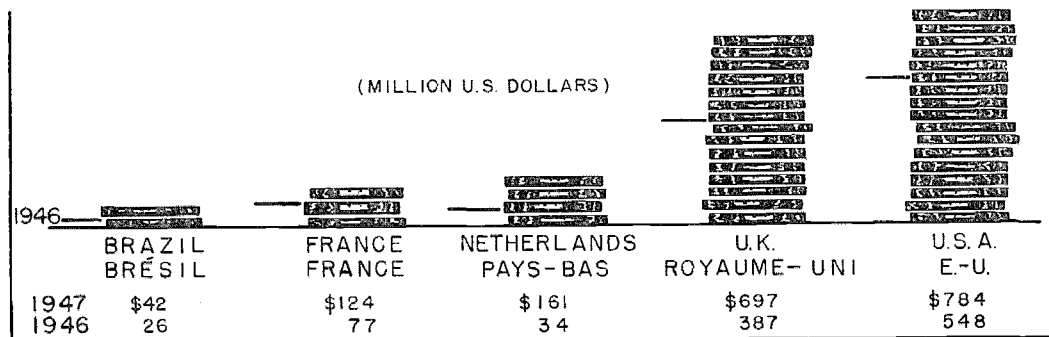 (MILLION U.S. DOLLARS)
1946
BRAZIL FRANCE NETHERLANDS U.K. U.S.A.
BRÉSIL FRANCE PAYS-BAS ROYAUME-UNI E.-U.
1947 $42 $124 $161 $697 $784
1946 26 77 34 387 548